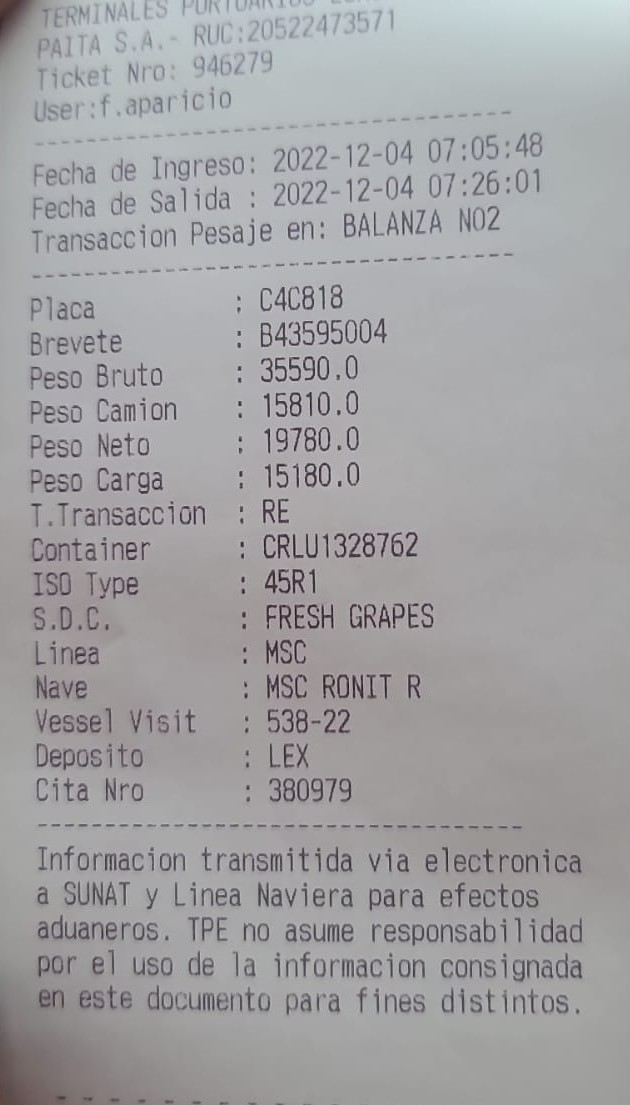 TERMINALES PORTUARIOS
PAITA S.A.- RUC:20522473571
Ticket Nro: 946279
User:f.aparicio
---------------------------------
Fecha de Ingreso: 2022-12-04 07:05:48
Fecha de Salida : 2022-12-04 07:26:01
Transaccion Pesaje en: BALANZA NO2
---------------------------------
Placa : C4C818
Brevete : B43595004
Peso Bruto : 35590.0
Peso Camion : 15810.0
Peso Neto : 19780.0
Peso Carga : 15180.0
T.Transaccion : RE
Container : CRLU1328762
ISO Type : 45R1
S.D.C. : FRESH GRAPES
Linea : MSC
Nave : MSC RONIT R
Vessel Visit : 538-22
Deposito : LEX
Cita Nro : 380979
---------------------------------
Informacion transmitida via electronica
a SUNAT y Linea Naviera para efectos
aduaneros. TPE no asume responsabilidad
por el uso de la informacion consignada
en este documento para fines distintos.